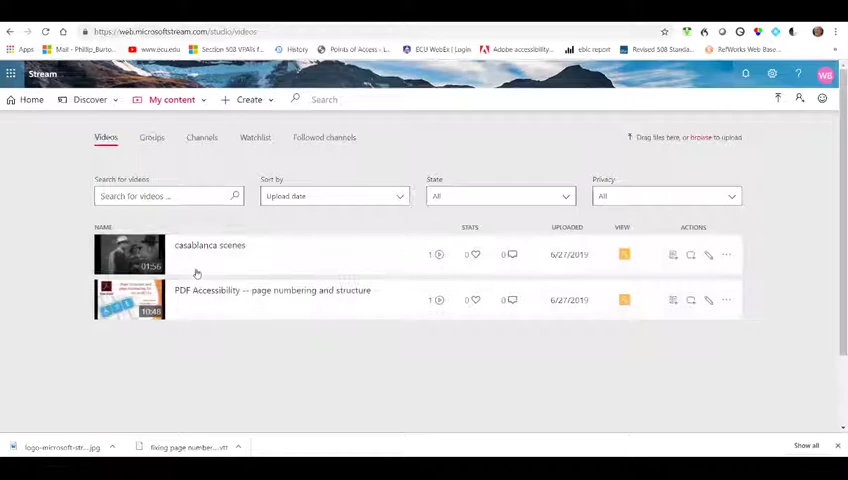 https://web.microsoftstream.com/studio/videos
Apps Mail - Phillip_Burto... www.ecu.edu Section 508 VPATs f... History Points of Access - L... ECU WebEx | Login Adobe accessibility... ebic report Revised 508 Standa... RefWorks Web Base...
Stream ? WB
Home Discover My content + Create Search
Videos Groups Channels Watchlist Followed channels Drag files here, or browse to upload
Search for videos Sort by State Privacy
Search for videos ... Upload date All All
NAME STATS UPLOADED VIEW ACTIONS
casablanca scenes
01:56 1 0 0 6/27/2019 ...
PDF Accessibility -- page numbering and structure
10:48 1 0 0 6/27/2019 ...
logo-microsoft-str....jpg fixing page number....vtt Show all